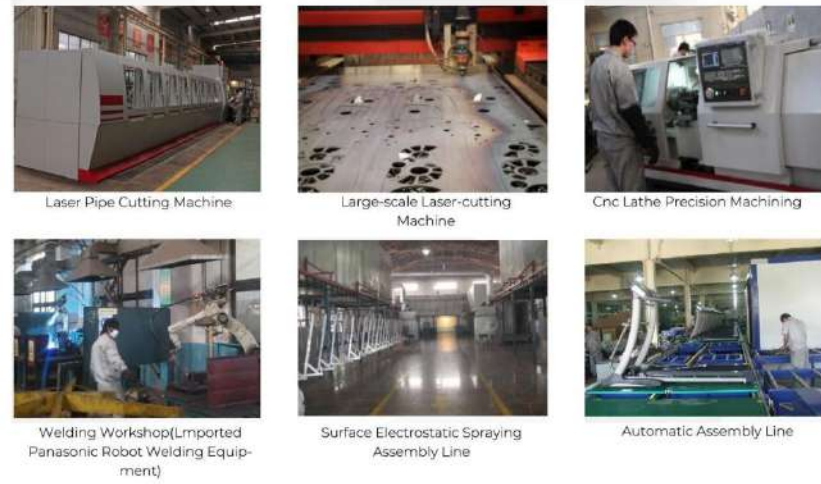 Laser Pipe Cutting Machine
Large-scale Laser-cutting
Machine
Cnc Lathe Precision Machining
Welding Workshop(Lmported
Panasonic Robot Welding Equip-
ment)
Surface Electrostatic Spraying
Assembly Line
Automatic Assembly Line